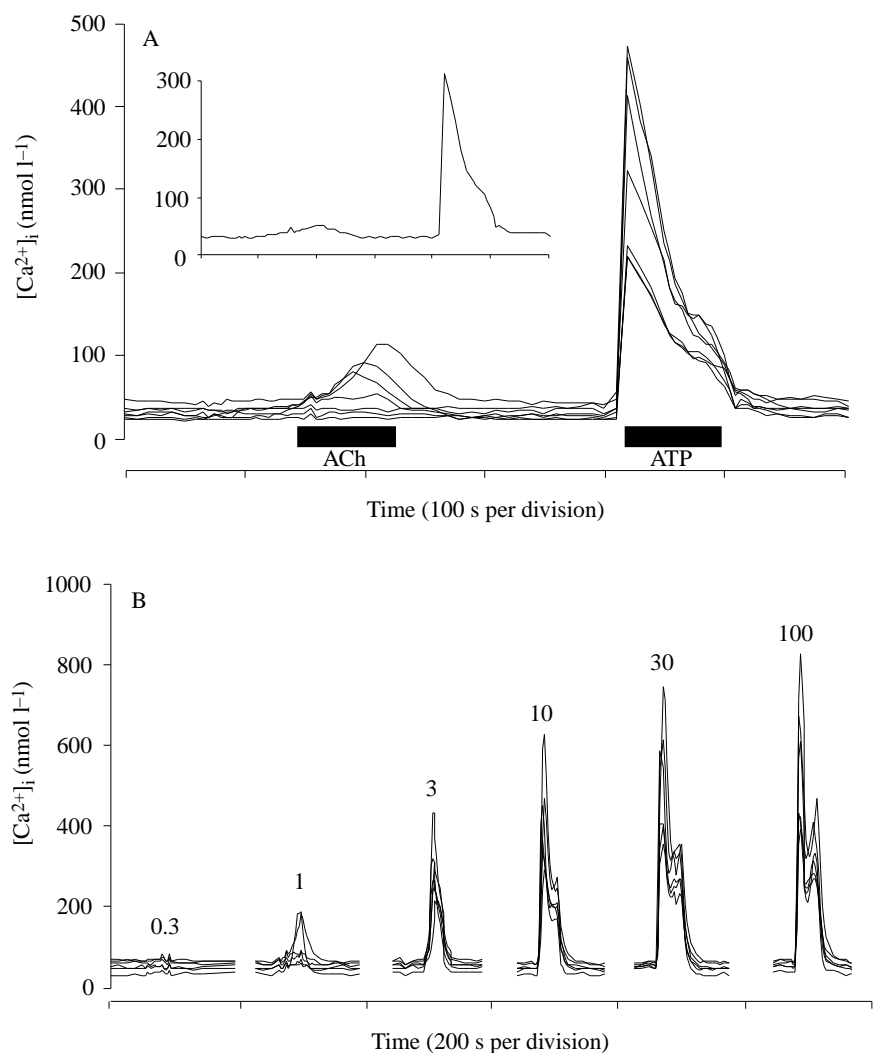 500
A
400
300
200
100
0
[Ca2+]i (nmol l–1)
300
200
100
0
ACh
ATP
Time (100 s per division)
1000
B
800
600
400
200
0
[Ca2+]i (nmol l–1)
0.3
1
3
10
30
100
Time (200 s per division)